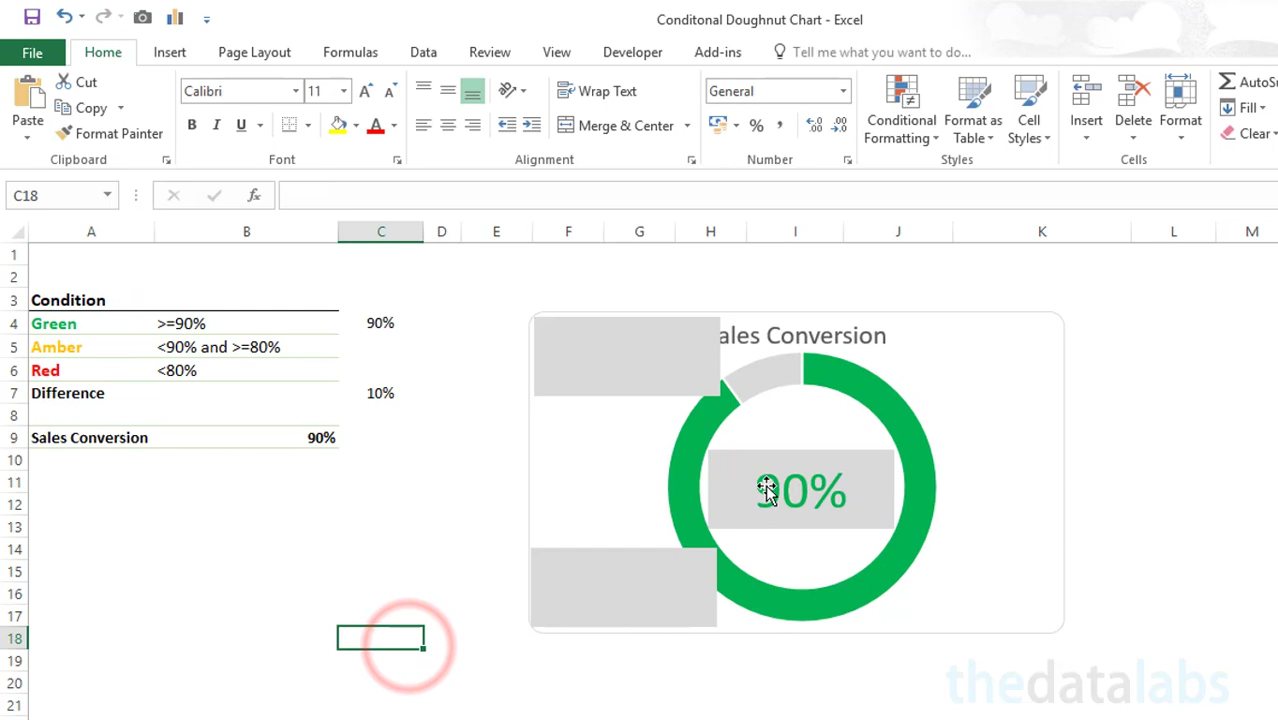 Conditonal Doughnut Chart - Excel
File Home Insert Page Layout Formulas Data Review View Developer Add-ins Tell me what you want to do...
Paste
Cut
Copy
Format Painter
Clipboard
Calibri 11
B I U
Font
Wrap Text
Merge & Center
Alignment
General
Number
Conditional Formatting
Format as Table
Cell Styles
Styles
Insert
Delete
Format
Cells
Fill
Clear
C18
fx
A B C D E F G H I J K L M
1
2
3 Condition
4 Green >=90% 90%
5 Amber <90% and >=80%
6 Red <80%
7 Difference 10%
8
9 Sales Conversion 90%
10
11
12
13
14
15
16
17
18
19
20
21
ales Conversion
90%
thedatalabs